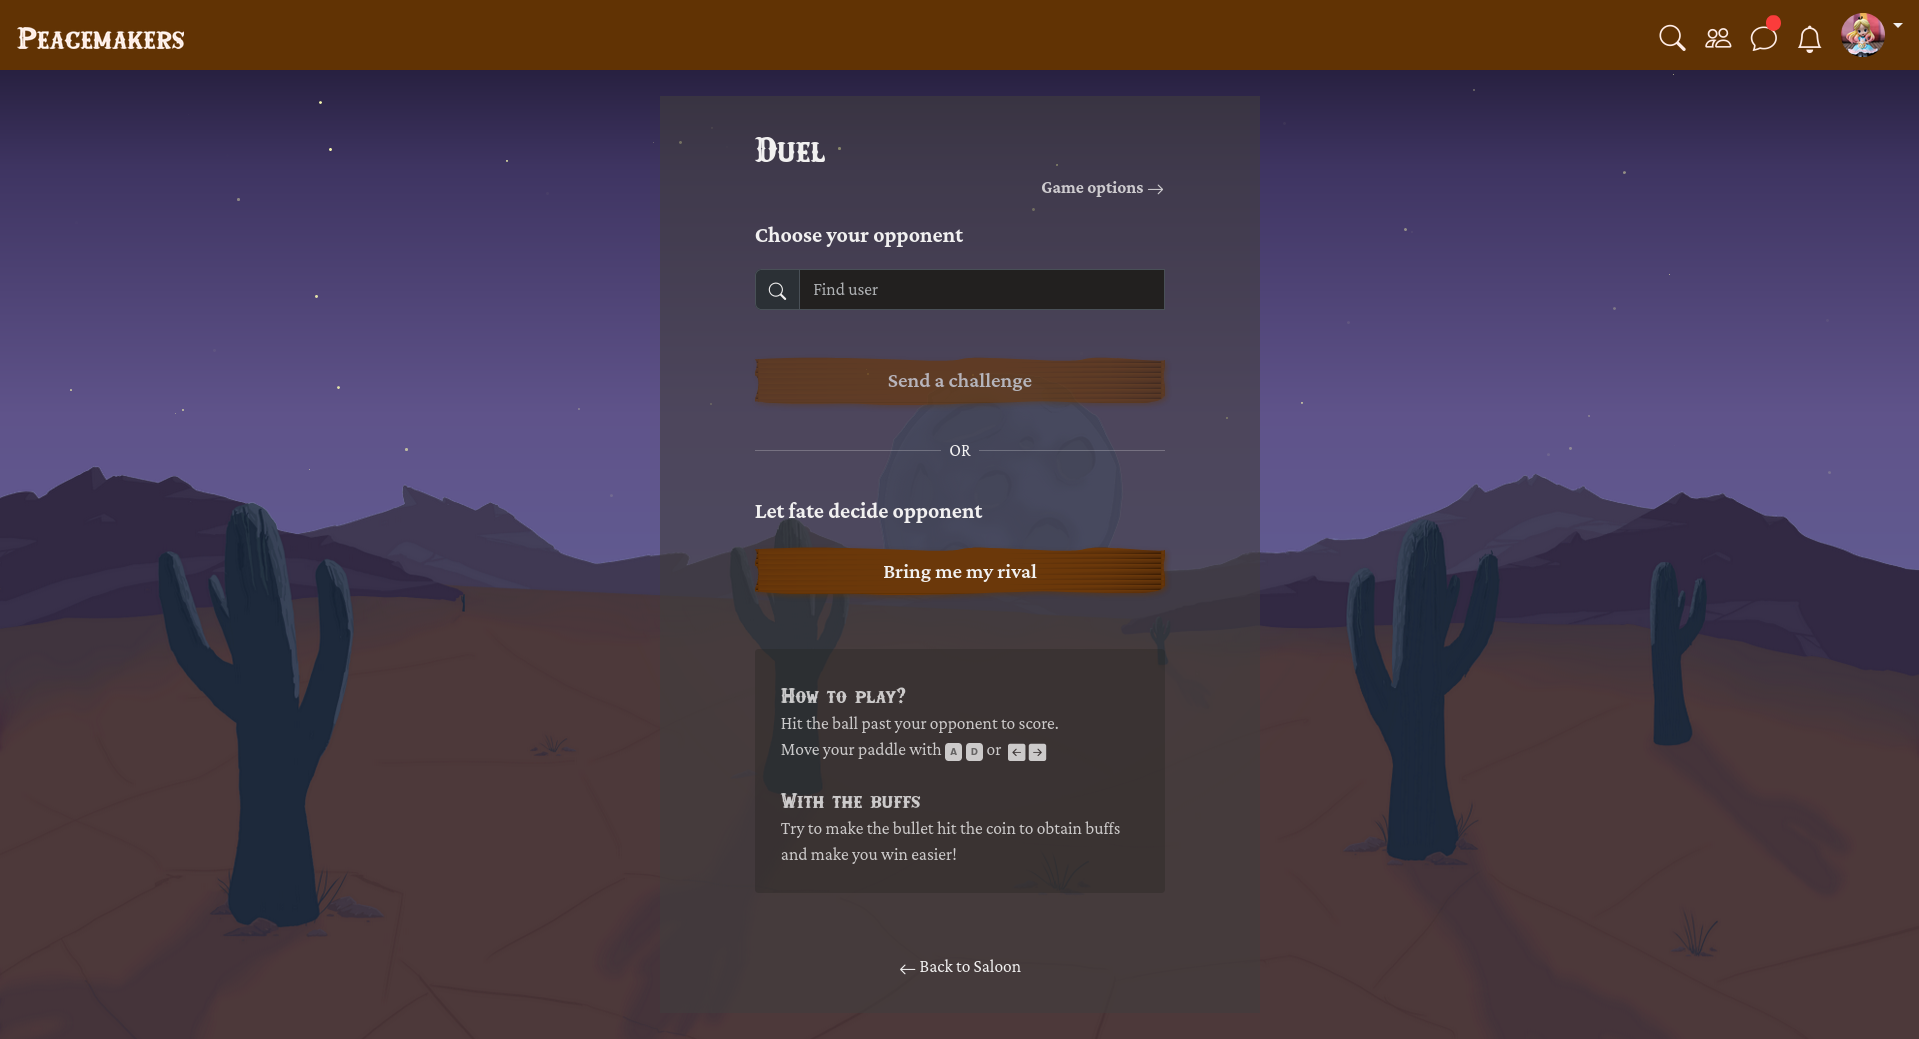 Peacemakers
Duel
Game options →
Choose your opponent
Find user
Send a challenge
OR
Let fate decide opponent
Bring me my rival
How to play?
Hit the ball past your opponent to score.
Move your paddle with A D or ← →
With the buffs
Try to make the bullet hit the coin to obtain buffs
and make you win easier!
← Back to Saloon